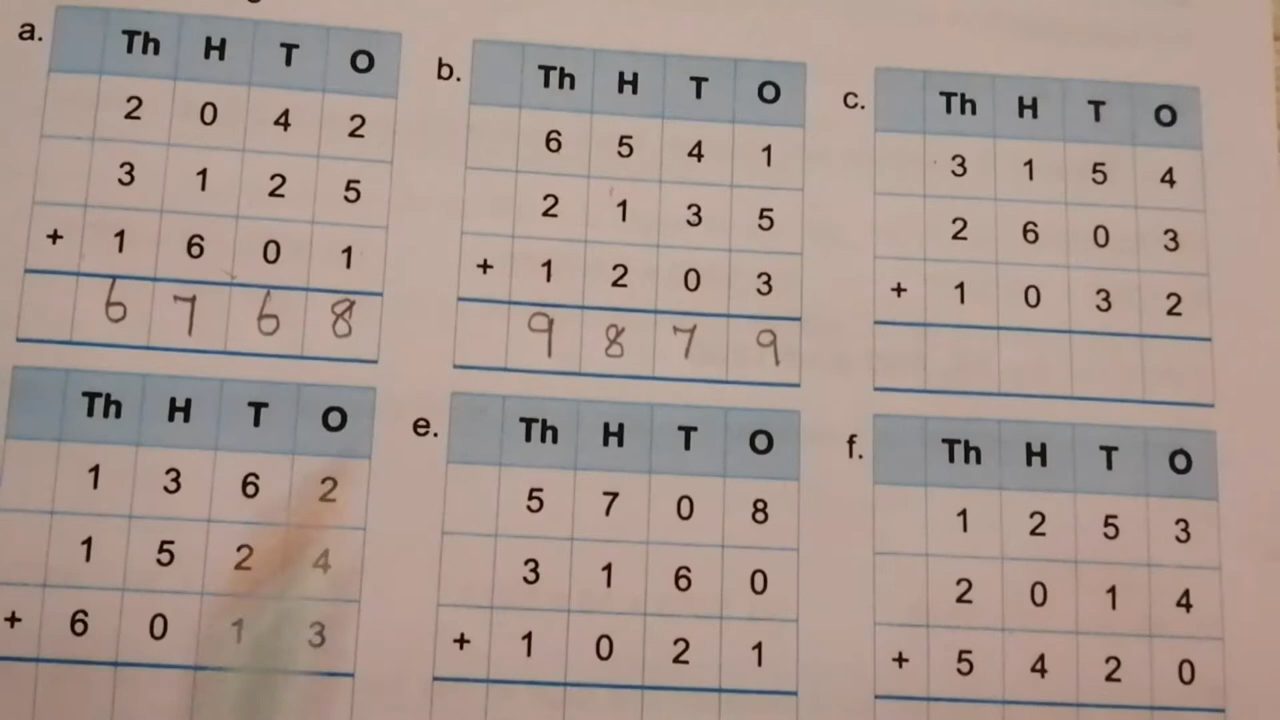 a.
Th H T O
2 0 4 2
3 1 2 5
+ 1 6 0 1
6 7 6 8
b.
Th H T O
6 5 4 1
2 1 3 5
+ 1 2 0 3
9 8 7 9
c.
Th H T O
3 1 5 4
2 6 0 3
+ 1 0 3 2
Th H T O
1 3 6 2
1 5 2 4
+ 6 0 1 3
e.
Th H T O
5 7 0 8
3 1 6 0
+ 1 0 2 1
f.
Th H T O
1 2 5 3
2 0 1 4
+ 5 4 2 0